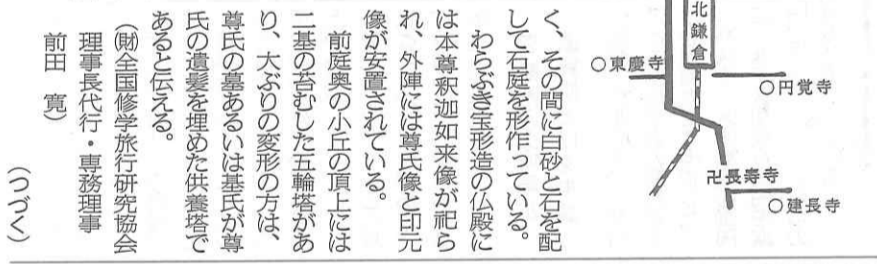 北鎌倉
○東慶寺
○円覚寺
卍長寿寺
○建長寺
く、その間に白砂と石を配
して石庭を形作っている。
わらぶき宝形造の仏殿に
は本尊釈迦如来像が祀ら
れ、外陣には尊氏像と印元
像が安置されている。
前庭奥の小丘の頂上には
二基の苔むした五輪塔があ
り、大ぶりの変形の方は、
尊氏の墓あるいは基氏が尊
氏の遺髪を埋めた供養塔で
あると伝える。
(財)全国修学旅行研究協会
理事長代行・専務理事
前田 寛)
(つづく)